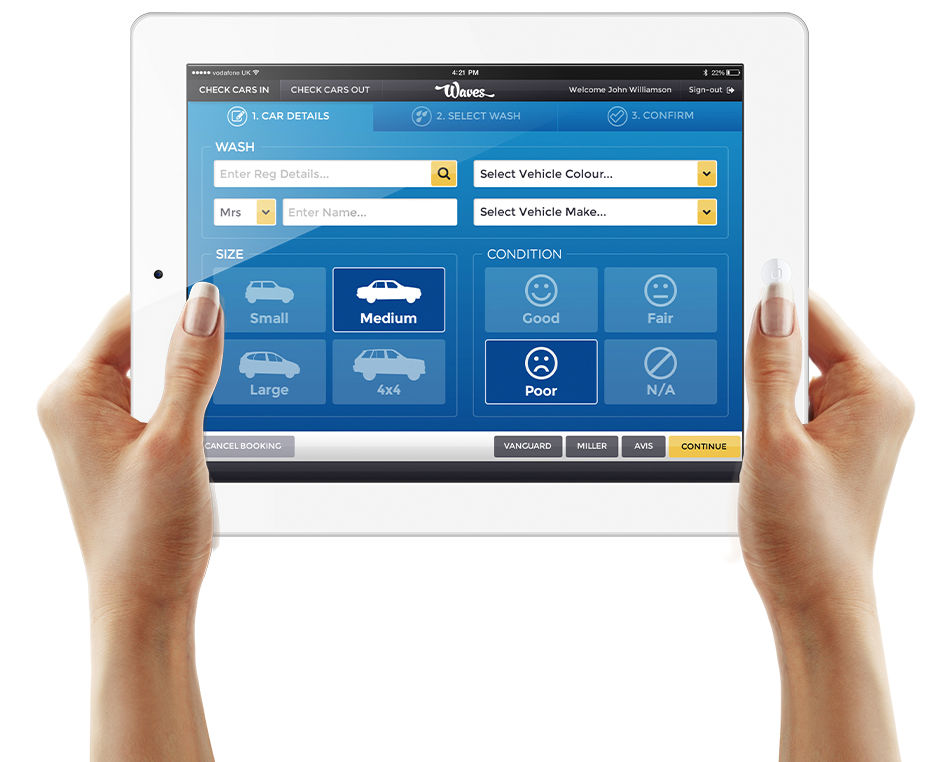 vodafone UK
4:21 PM
22%
CHECK CARS IN
CHECK CARS OUT
Waves
Welcome John Williamson
Sign-out
1. CAR DETAILS
2. SELECT WASH
3. CONFIRM
WASH
Enter Reg Details...
Select Vehicle Colour...
Mrs
Enter Name...
Select Vehicle Make...
SIZE
Small
Medium
Large
4x4
CONDITION
Good
Fair
Poor
N/A
CANCEL BOOKING
VANGUARD
MILLER
AVIS
CONTINUE